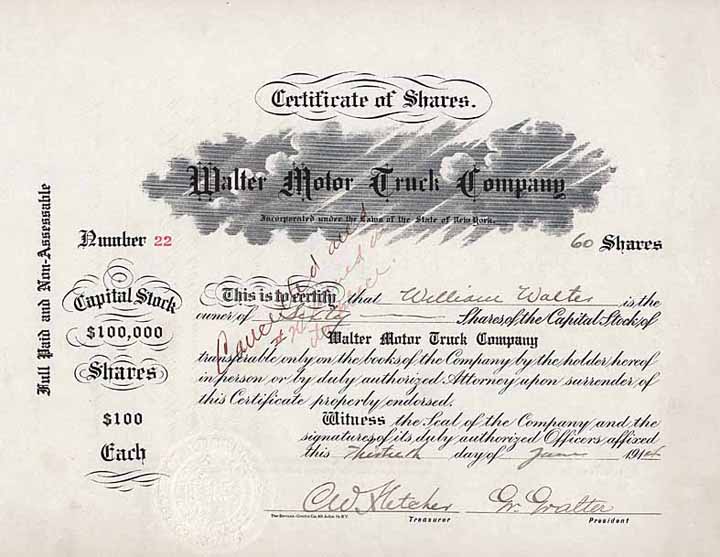 Certificate of Shares.
Walter Motor Truck Company
Incorporated under the Laws of the State of New York.
Number 22
60 Shares
Full Paid and Non-Assessable
Capital Stock
$100,000
Shares
$100
Each
This is to certify that William Walter is the
owner of Sixty Shares of the Capital Stock of
Walter Motor Truck Company
transferable only on the books of the Company by the holder hereof
in person or by duly authorized Attorney upon surrender of
this Certificate properly endorsed.
Witness the Seal of the Company and the
signatures of its duly authorized Officers affixed
this Thirtieth day of June 1914
Cancelled and
CW Fletcher
Treasurer
W. Walter
President